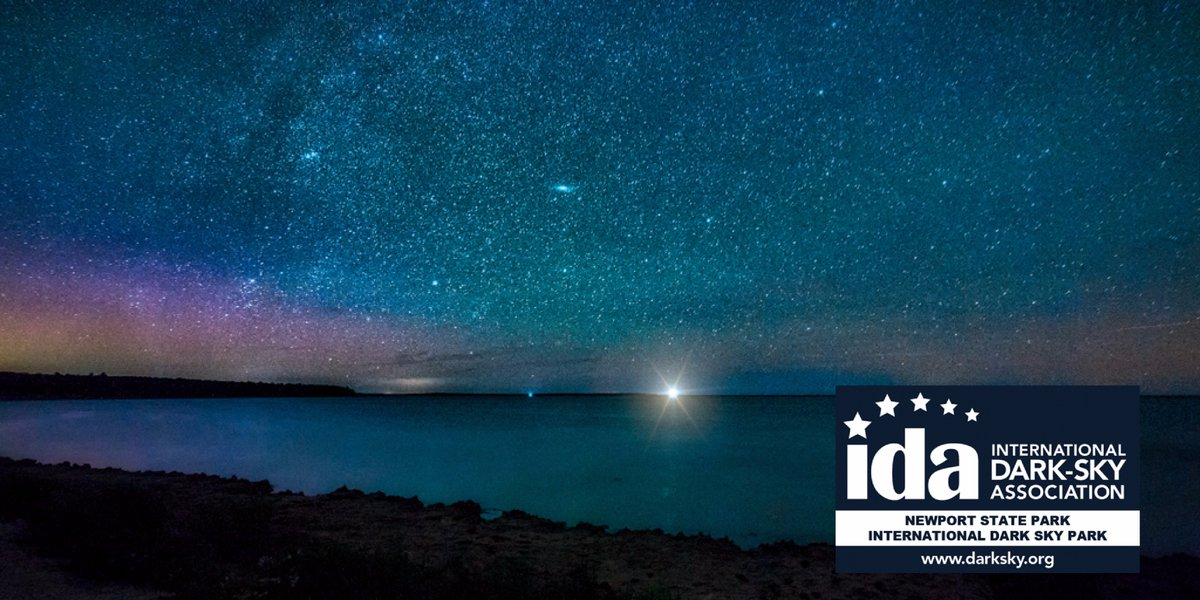 ida
INTERNATIONAL
DARK-SKY
ASSOCIATION
NEWPORT STATE PARK
INTERNATIONAL DARK SKY PARK
www.darksky.org